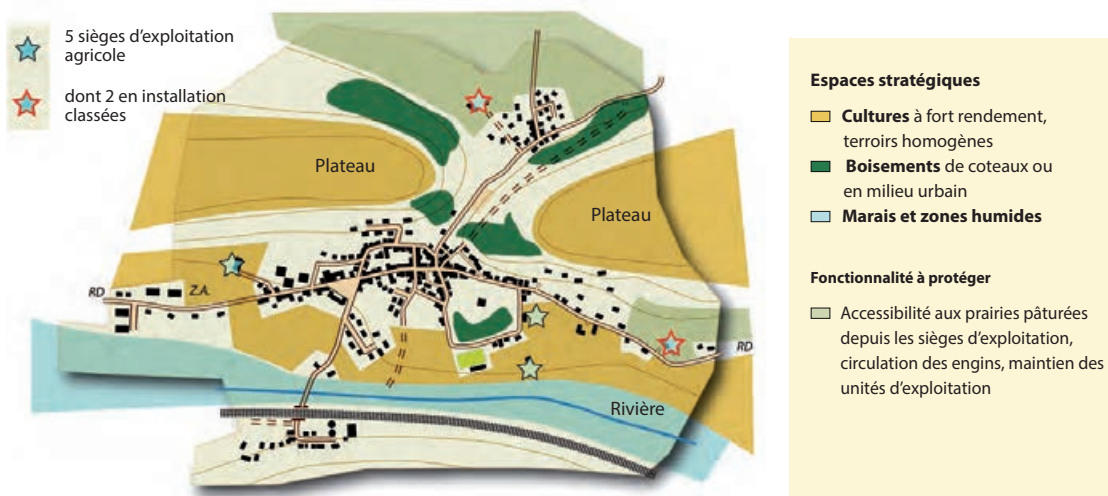 5 sièges d'exploitation
agricole
dont 2 en installation
classées
Plateau
Plateau
RD
Z.A.
RD
Rivière
Espaces stratégiques
Cultures à fort rendement,
terroirs homogènes
Boisements de coteaux ou
en milieu urbain
Marais et zones humides
Fonctionnalité à protéger
Accessibilité aux prairies pâturées
depuis les sièges d'exploitation,
circulation des engins, maintien des
unités d'exploitation